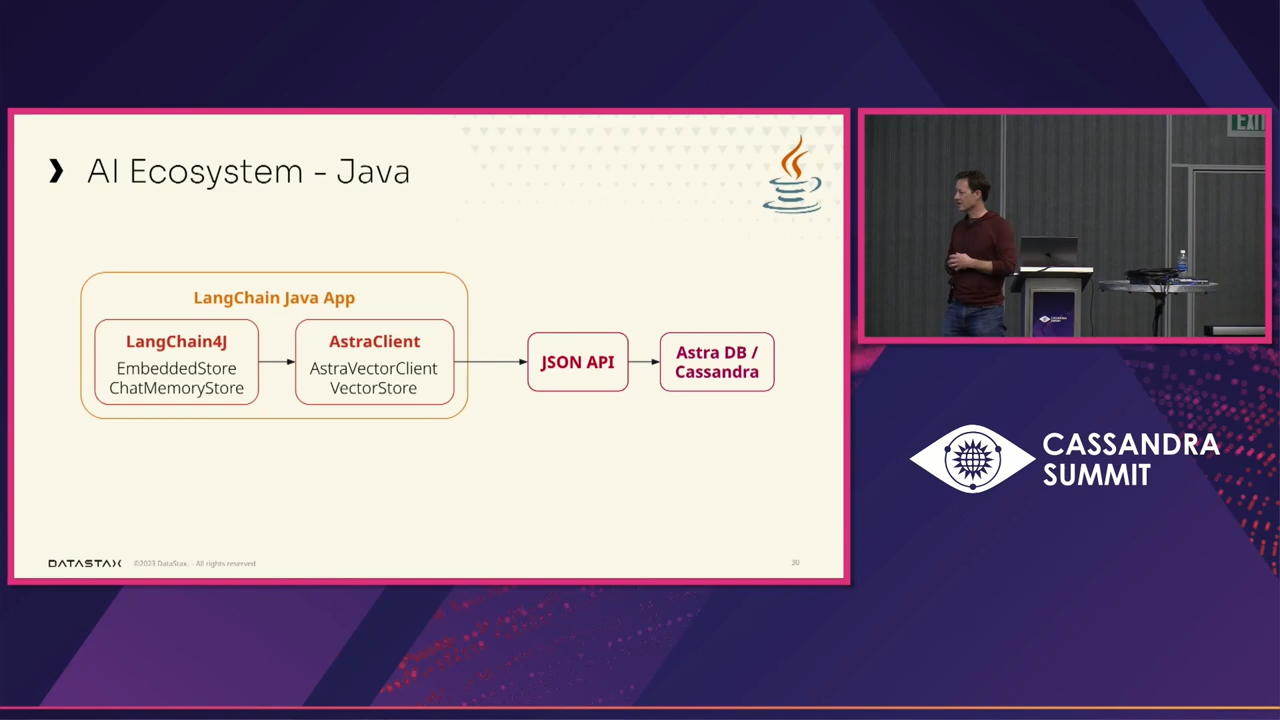 AI Ecosystem - Java
LangChain Java App
LangChain4J
EmbeddedStore
ChatMemoryStore
AstraClient
AstraVectorClient
VectorStore
JSON API
Astra DB /
Cassandra
DATASTAX
©2023 DataStax. - All rights reserved
30
EXIT
CASSANDRA
SUMMIT